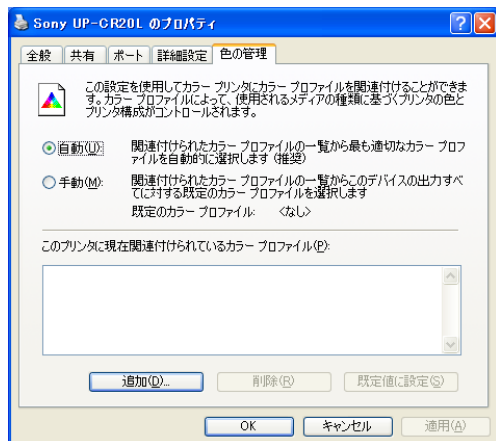 Sony UP-CR20L のプロパティ
全般 共有 ポート 詳細設定 色の管理
この設定を使用してカラー プリンタにカラー プロファイルを関連付けることができま
す。カラー プロファイルによって、使用されるメディアの種類に基づくプリンタの色と
プリンタ構成がコントロールされます。
自動(U): 関連付けられたカラー プロファイルの一覧から最も適切なカラー プロフ
ァイルを自動的に選択します (推奨)
手動(M): 関連付けられたカラー プロファイルの一覧からこのデバイスの出力すべ
てに対する既定のカラー プロファイルを選択します
既定のカラー プロファイル: <なし>
このプリンタに現在関連付けられているカラー プロファイル(P):
追加(D)... 削除(R) 既定値に設定(S)
OK キャンセル 適用(A)